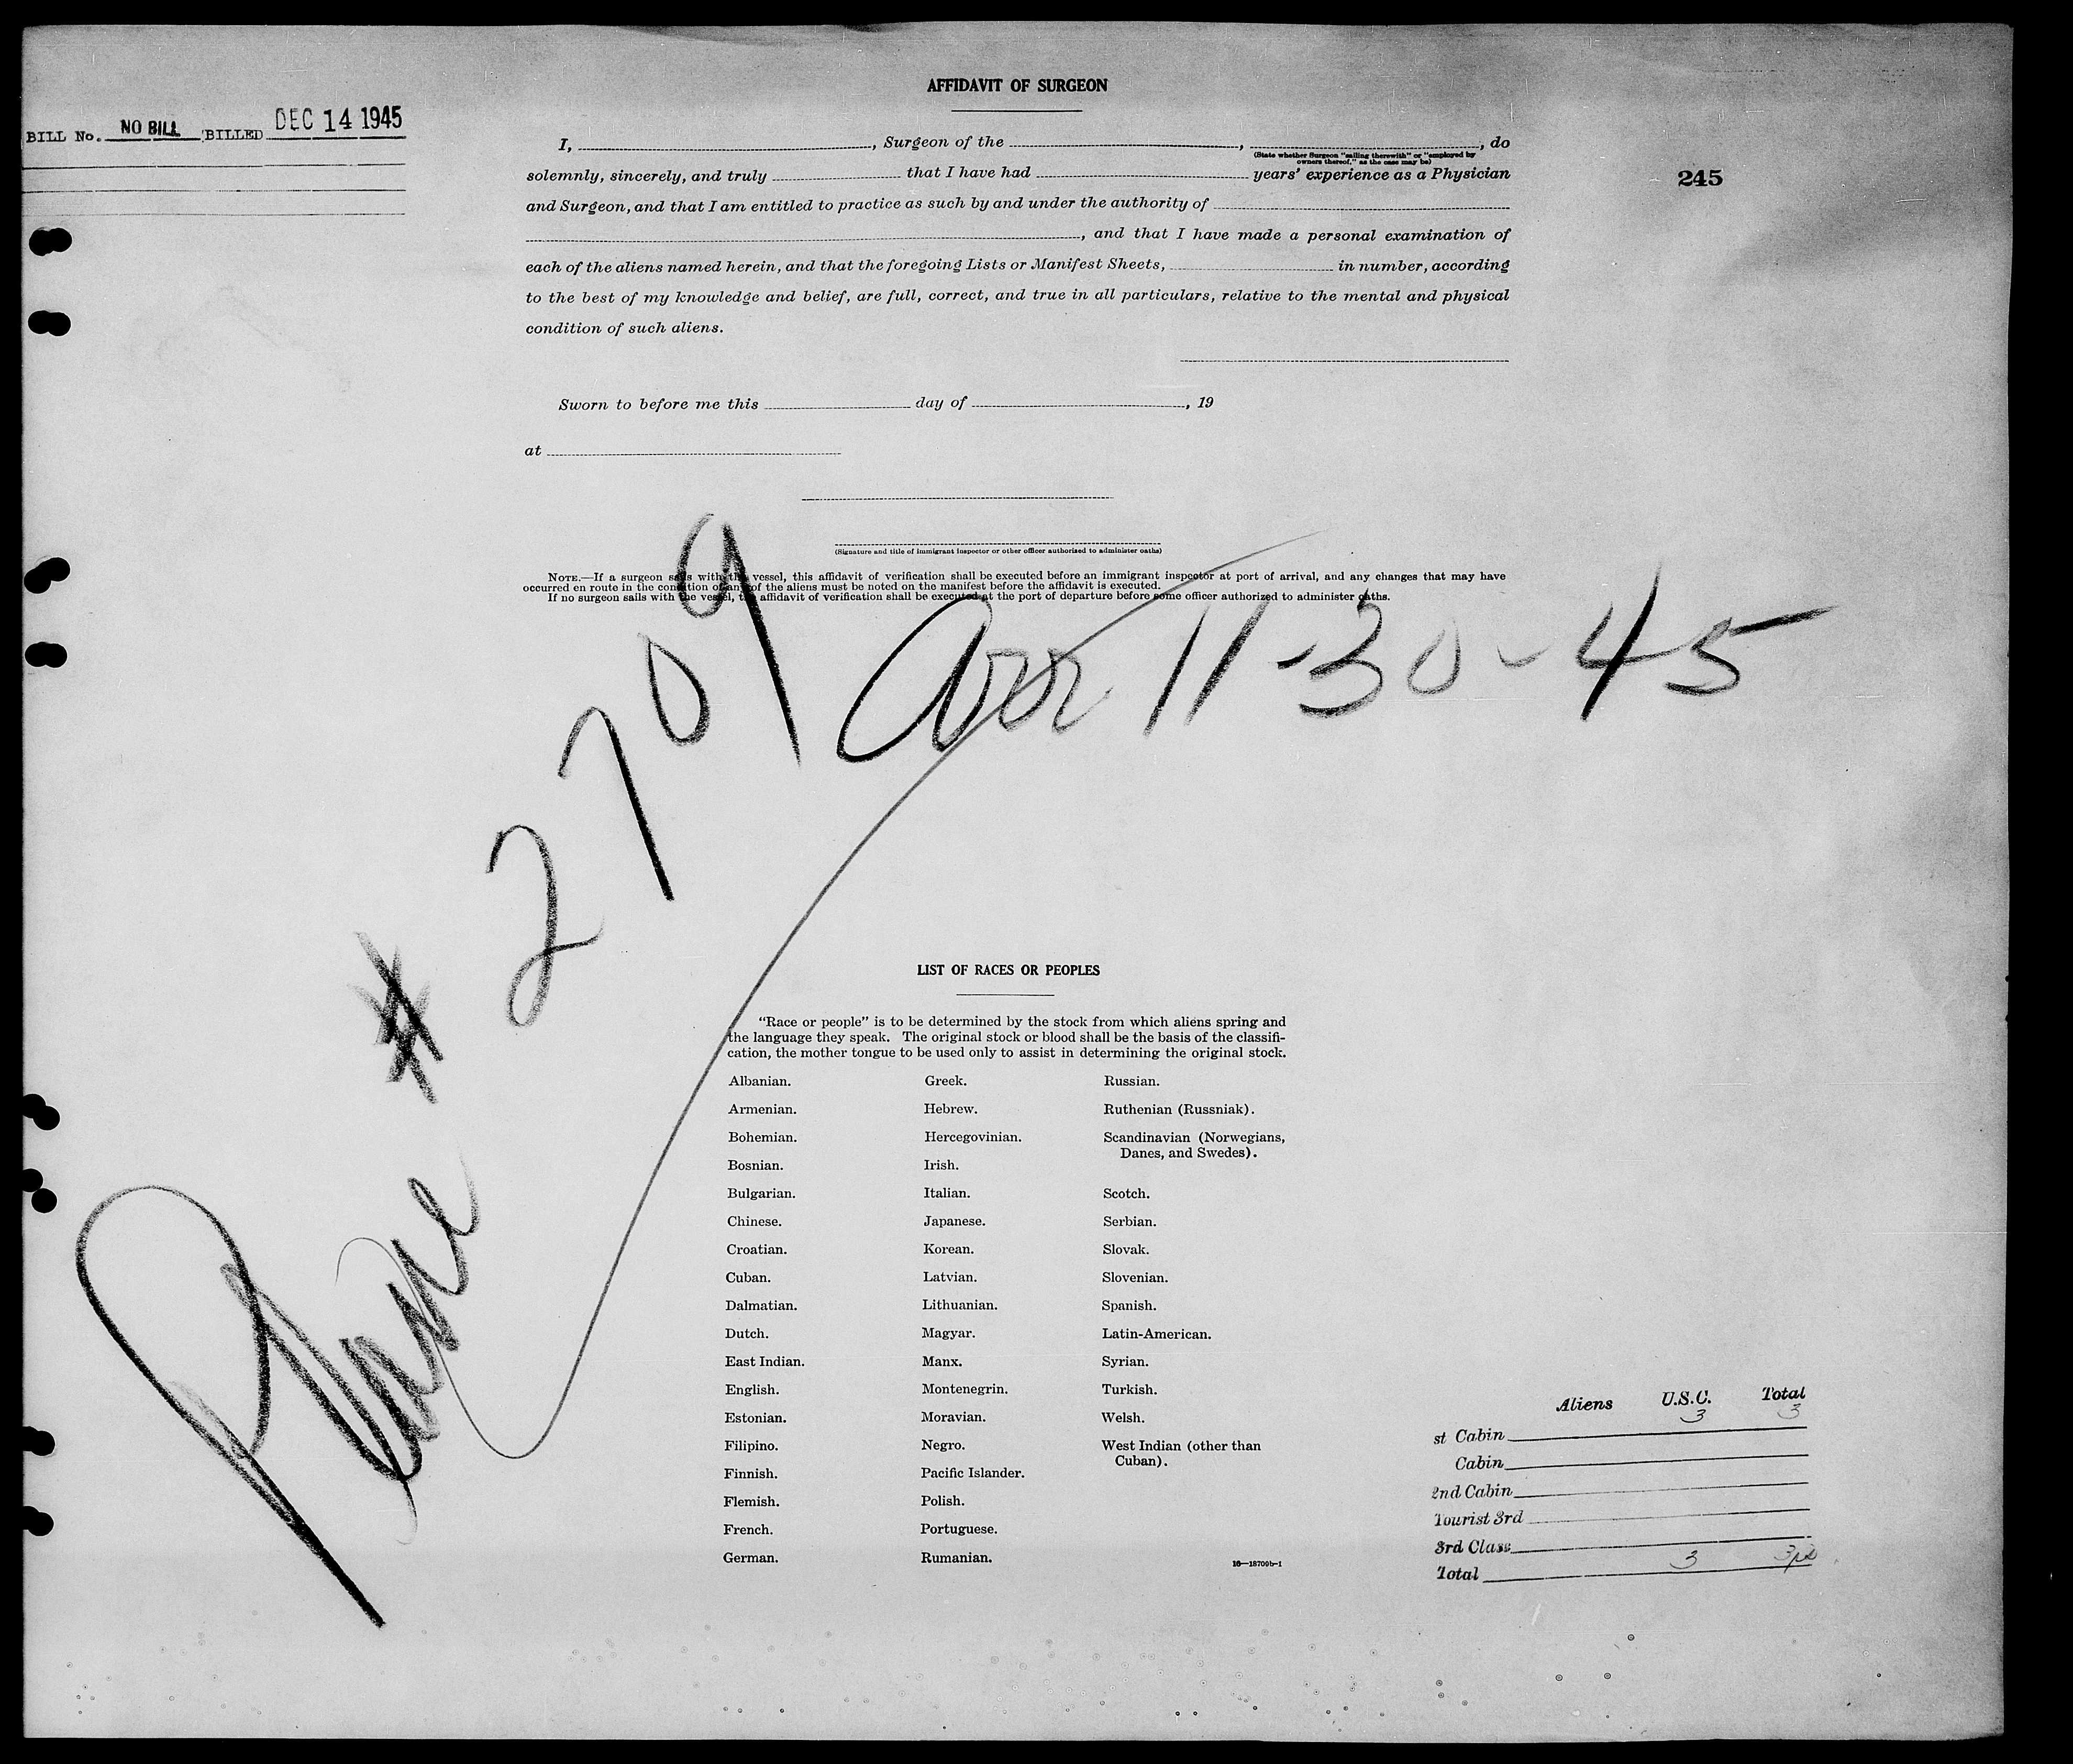 AFFIDAVIT OF SURGEON
BILL No. NO BILL BILLED DEC 14 1945
I, , Surgeon of the , , do
(State whether Surgeon "sailing therewith" or "employed by
owners thereof," as the case may be)
solemnly, sincerely, and truly that I have had years' experience as a Physician
245
and Surgeon, and that I am entitled to practice as such by and under the authority of
, and that I have made a personal examination of
each of the aliens named herein, and that the foregoing Lists or Manifest Sheets, in number, according
to the best of my knowledge and belief, are full, correct, and true in all particulars, relative to the mental and physical
condition of such aliens.
Sworn to before me this day of , 19
at
(Signature and title of immigrant inspector or other officer authorized to administer oaths)
NOTE.—If a surgeon sails with the vessel, this affidavit of verification shall be executed before an immigrant inspector at port of arrival, and any changes that may have
occurred en route in the condition of any of the aliens must be noted on the manifest before the affidavit is executed.
If no surgeon sails with the vessel, the affidavit of verification shall be executed at the port of departure before some officer authorized to administer oaths.
Plane # 2709
Arr 11-30-45
LIST OF RACES OR PEOPLES
"Race or people" is to be determined by the stock from which aliens spring and
the language they speak. The original stock or blood shall be the basis of the classifi-
cation, the mother tongue to be used only to assist in determining the original stock.
Albanian.
Armenian.
Bohemian.
Bosnian.
Bulgarian.
Chinese.
Croatian.
Cuban.
Dalmatian.
Dutch.
East Indian.
English.
Estonian.
Filipino.
Finnish.
Flemish.
French.
German.
Greek.
Hebrew.
Hercegovinian.
Irish.
Italian.
Japanese.
Korean.
Latvian.
Lithuanian.
Magyar.
Manx.
Montenegrin.
Moravian.
Negro.
Pacific Islander.
Polish.
Portuguese.
Rumanian.
Russian.
Ruthenian (Russniak).
Scandinavian (Norwegians,
Danes, and Swedes).
Scotch.
Serbian.
Slovak.
Slovenian.
Spanish.
Latin-American.
Syrian.
Turkish.
Welsh.
West Indian (other than
Cuban).
16—18709b-1
Aliens U.S.C. Total
3 3
st Cabin
Cabin
2nd Cabin
Tourist 3rd
3rd Class
Total 3 3